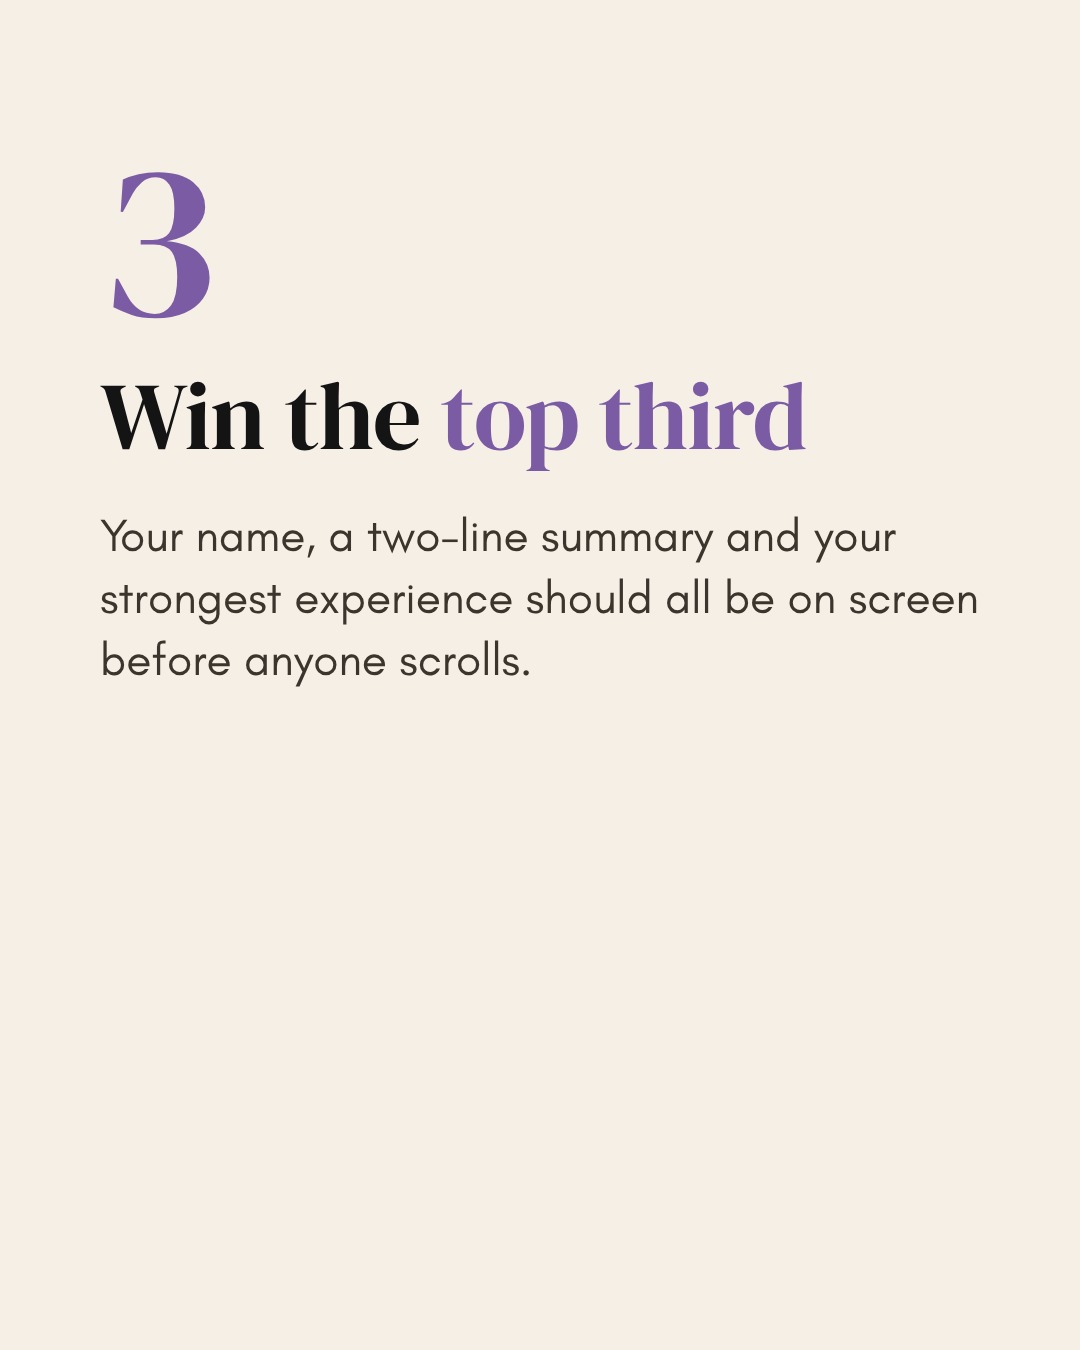 3
Win the top third
Your name, a two-line summary and your
strongest experience should all be on screen
before anyone scrolls.